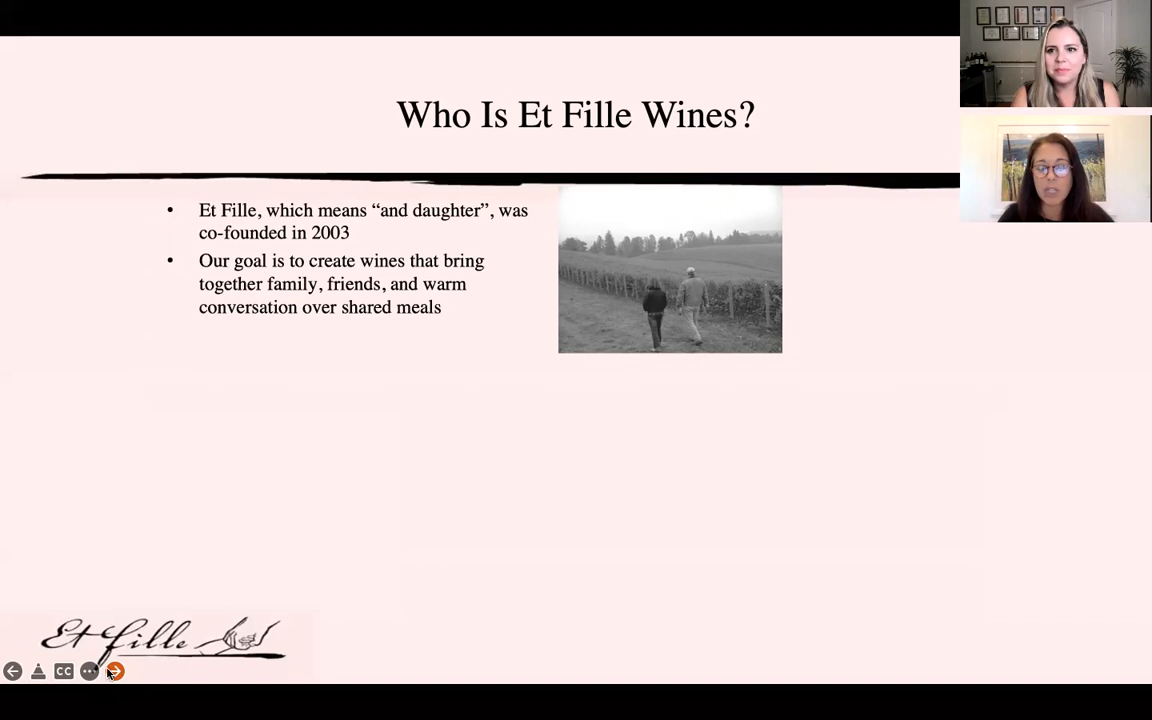 Who Is Et Fille Wines?
• Et Fille, which means “and daughter”, was
co-founded in 2003
• Our goal is to create wines that bring
together family, friends, and warm
conversation over shared meals
Et Fille
CC